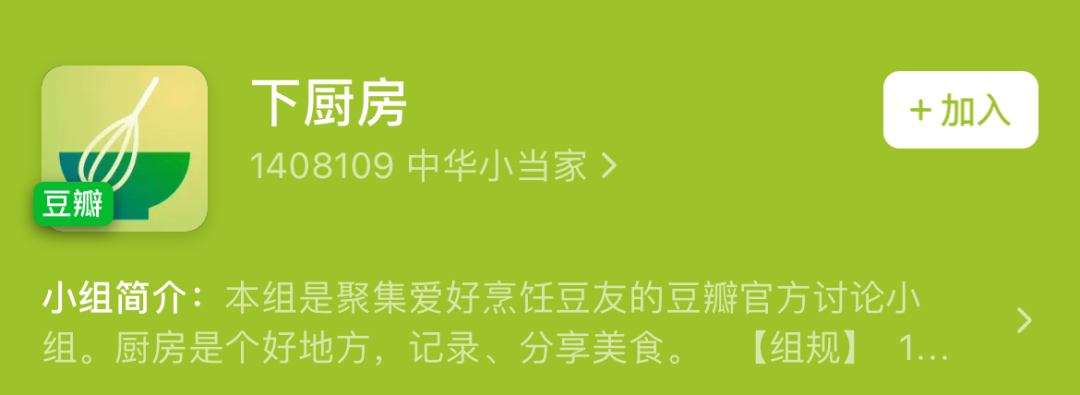 下厨房
+ 加入
1408109 中华小当家 >
豆瓣
小组简介：本组是聚集爱好烹饪豆友的豆瓣官方讨论小
组。厨房是个好地方，记录、分享美食。 【组规】 1...